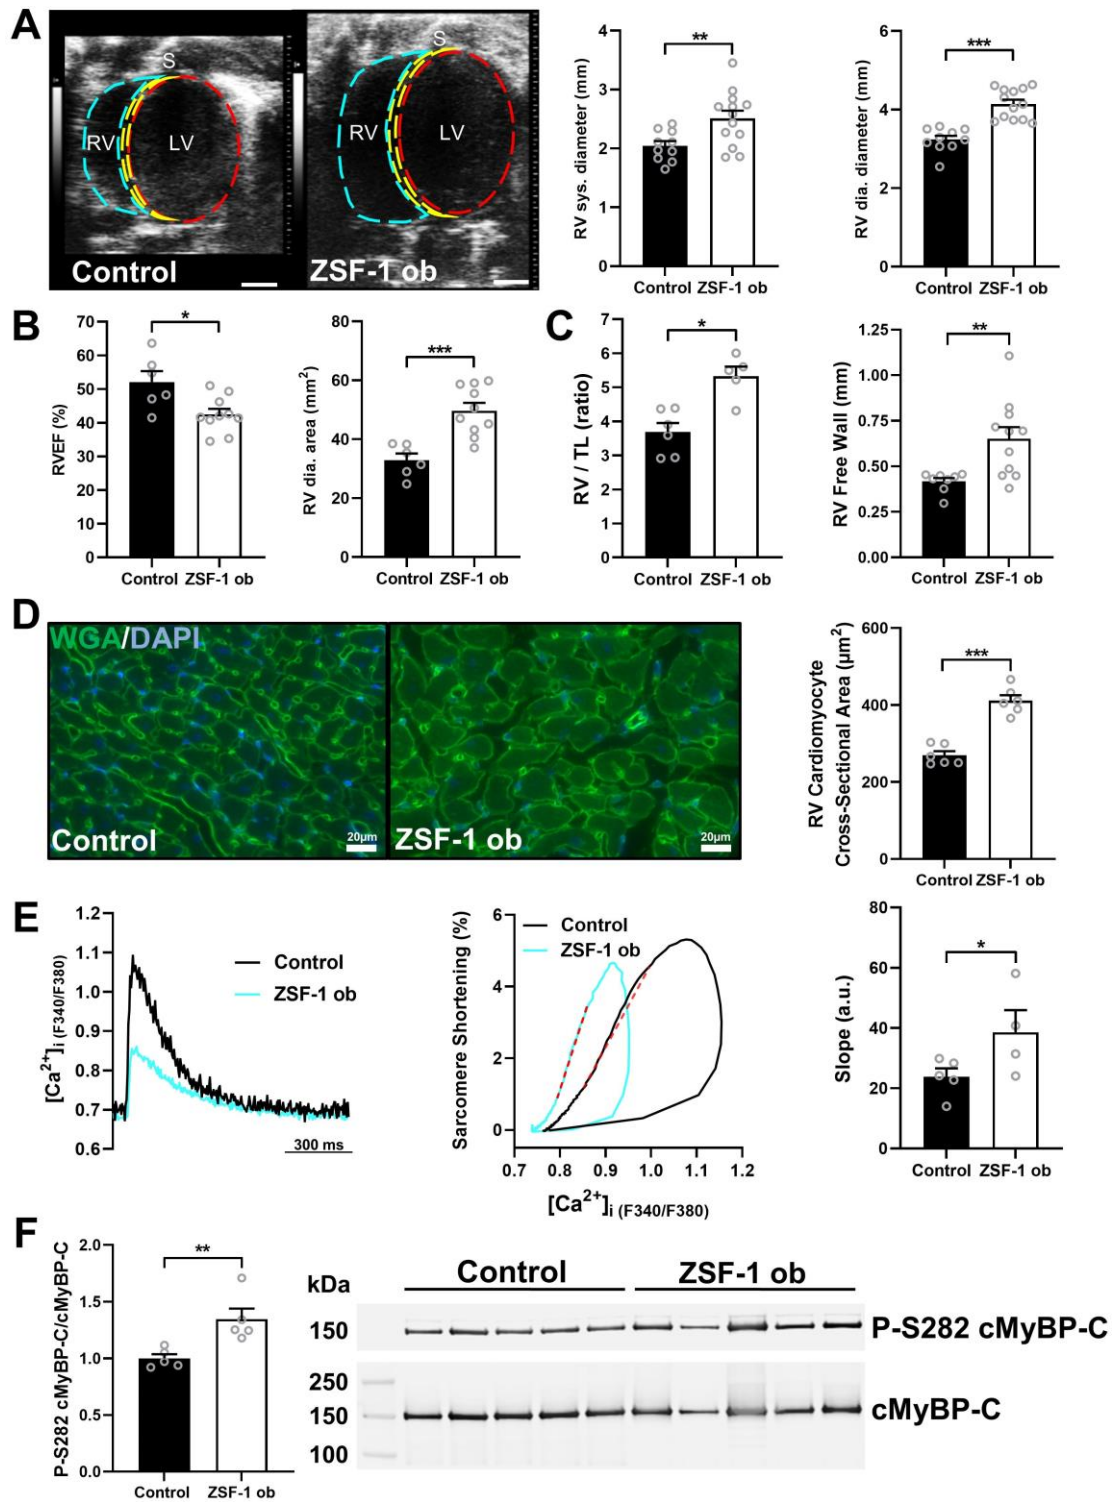 A
S
RV
LV
Control
S
RV
LV
ZSF-1 ob
RV sys. diameter (mm)
4
3
2
1
0
**
Control ZSF-1 ob
RV dia. diameter (mm)
6
4
2
0
***
Control ZSF-1 ob
B
RVEF (%)
70
60
50
40
30
20
10
0
*
Control ZSF-1 ob
RV dia. area (mm²)
80
60
40
20
0
***
Control ZSF-1 ob
C
RV / TL (ratio)
7
6
5
4
3
2
1
0
*
Control ZSF-1 ob
RV Free Wall (mm)
1.25
1.00
0.75
0.50
0.25
0.00
**
Control ZSF-1 ob
D
WGA/DAPI
Control
20µm
ZSF-1 ob
20µm
RV Cardiomyocyte
Cross-Sectional Area (µm²)
600
400
200
0
***
Control ZSF-1 ob
E
[Ca²⁺]i (F340/F380)
1.2
1.1
1.0
0.9
0.8
0.7
0.6
Control
ZSF-1 ob
300 ms
Sarcomere Shortening (%)
6
4
2
0
Control
ZSF-1 ob
0.7 0.8 0.9 1.0 1.1 1.2
[Ca²⁺]i (F340/F380)
Slope (a.u.)
80
60
40
20
0
*
Control ZSF-1 ob
F
P-S282 cMyBP-C/cMyBP-C
2.0
1.5
1.0
0.5
0.0
**
Control ZSF-1 ob
kDa
Control
ZSF-1 ob
150
P-S282 cMyBP-C
250
150
100
cMyBP-C